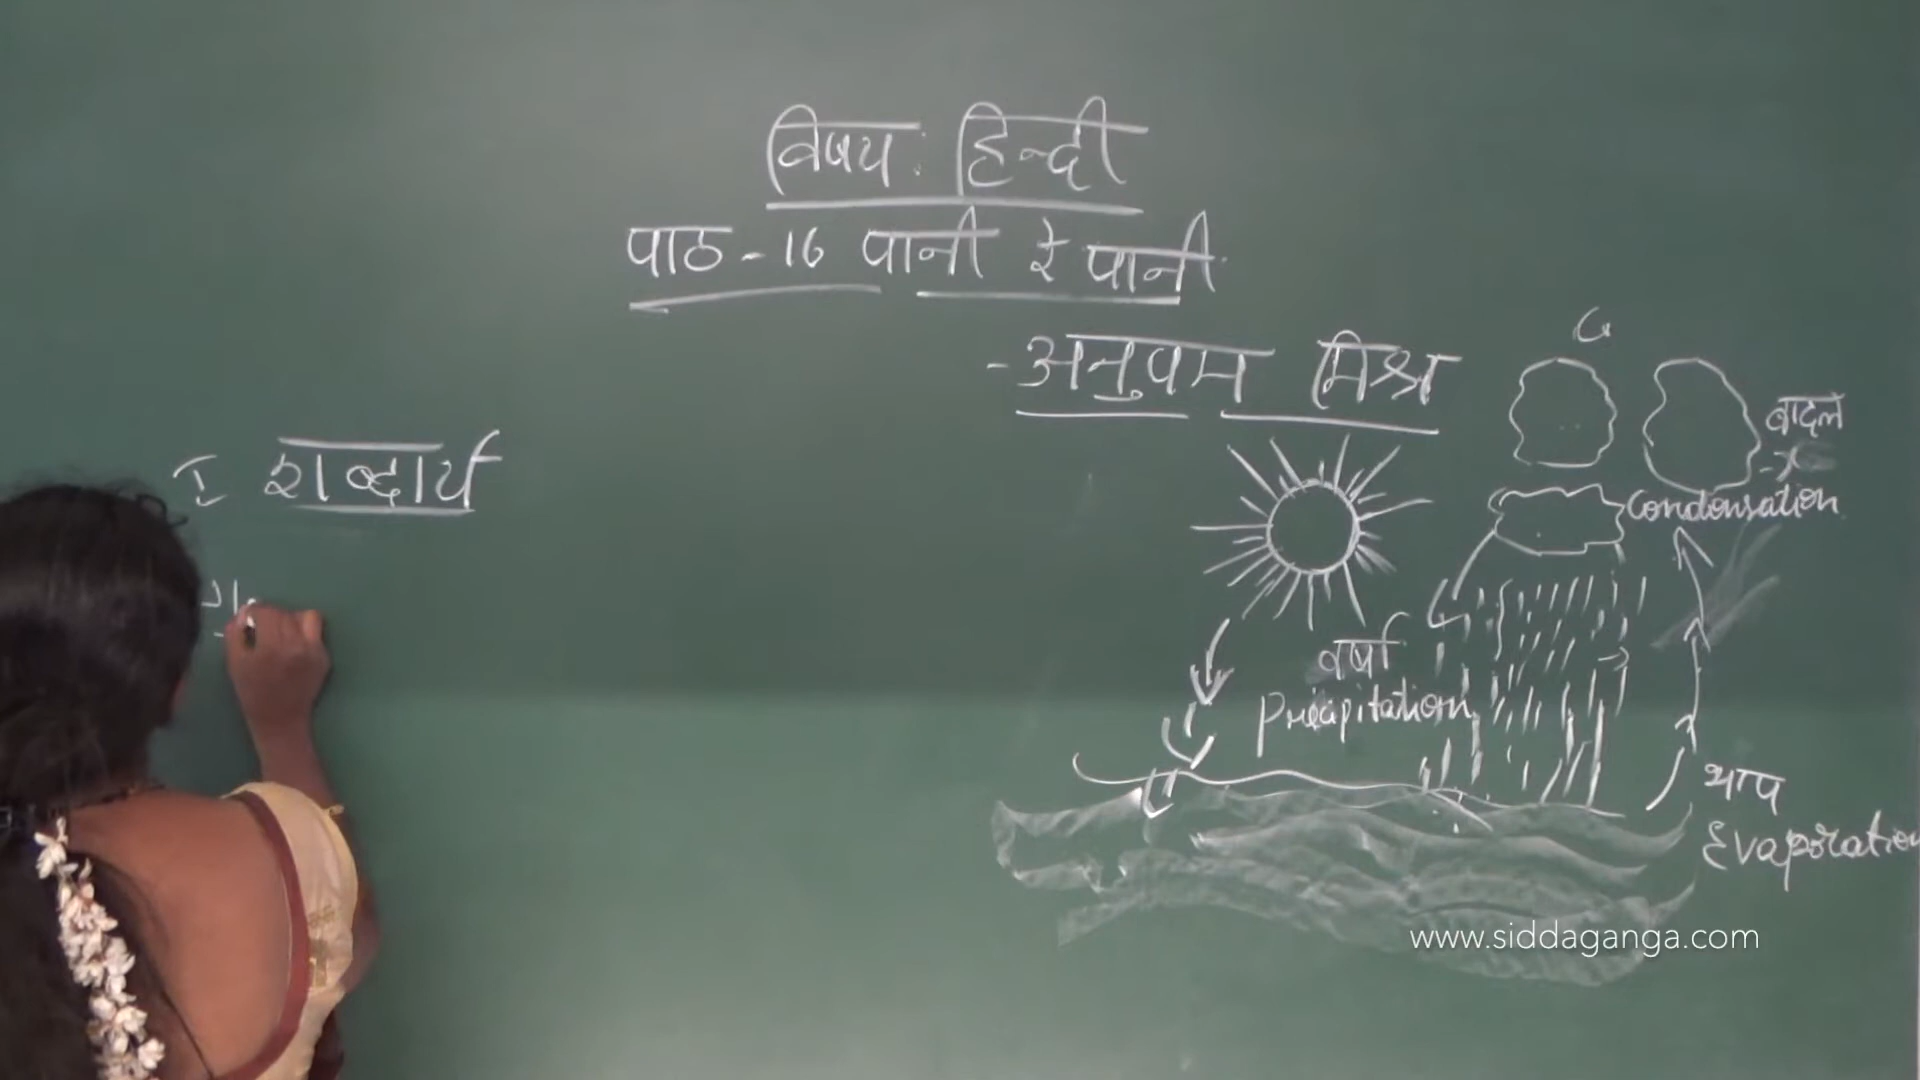 विषय: हिन्दी
पाठ - 16 पानी रे पानी
- अनुपम मिश्र
I शब्दार्थ
बादल
Condensation
वर्षा
Precipitation
भाप
Evaporation
www.siddaganga.com